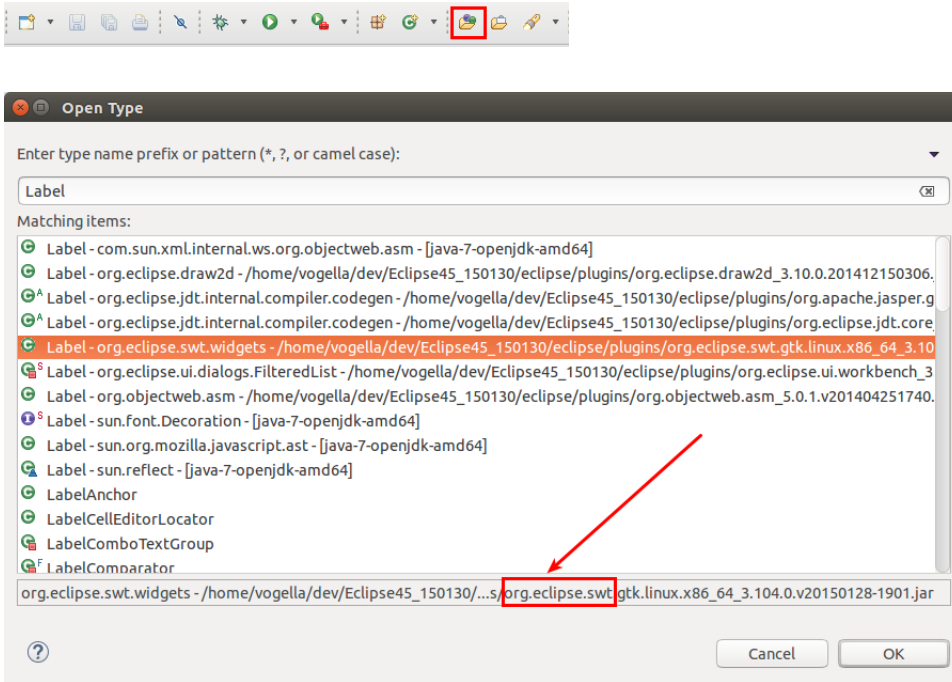 Open Type
Enter type name prefix or pattern (*, ?, or camel case):
Label
Matching items:
Label - com.sun.xml.internal.ws.org.objectweb.asm - [java-7-openjdk-amd64]
Label - org.eclipse.draw2d - /home/vogella/dev/Eclipse45_150130/eclipse/plugins/org.eclipse.draw2d_3.10.0.201412150306.
Label - org.eclipse.jdt.internal.compiler.codegen - /home/vogella/dev/Eclipse45_150130/eclipse/plugins/org.apache.jasper.g
Label - org.eclipse.jdt.internal.compiler.codegen - /home/vogella/dev/Eclipse45_150130/eclipse/plugins/org.eclipse.jdt.core
Label - org.eclipse.swt.widgets - /home/vogella/dev/Eclipse45_150130/eclipse/plugins/org.eclipse.swt.gtk.linux.x86_64_3.10
Label - org.eclipse.ui.dialogs.FilteredList - /home/vogella/dev/Eclipse45_150130/eclipse/plugins/org.eclipse.ui.workbench_3
Label - org.objectweb.asm - /home/vogella/dev/Eclipse45_150130/eclipse/plugins/org.objectweb.asm_5.0.1.v201404251740.
Label - sun.font.Decoration - [java-7-openjdk-amd64]
Label - sun.org.mozilla.javascript.ast - [java-7-openjdk-amd64]
Label - sun.reflect - [java-7-openjdk-amd64]
LabelAnchor
LabelCellEditorLocator
LabelComboTextGroup
LabelComparator
org.eclipse.swt.widgets - /home/vogella/dev/Eclipse45_150130/...s/org.eclipse.swt.gtk.linux.x86_64_3.104.0.v20150128-1901.jar
Cancel
OK